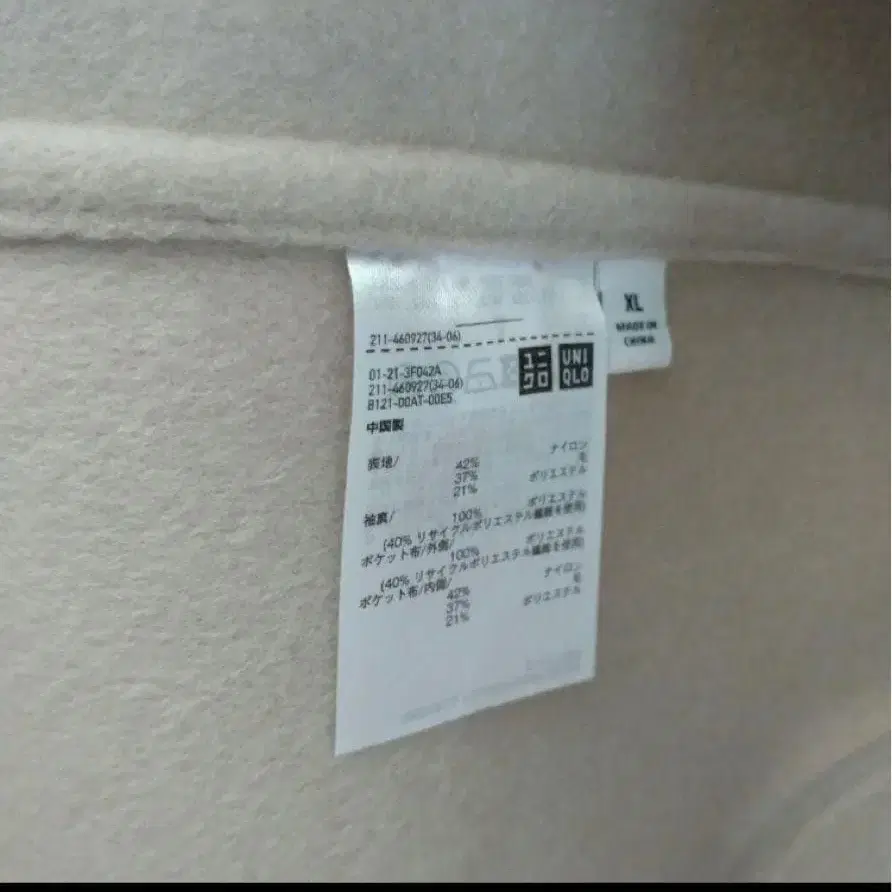 211-460927(34-06)
01-21-3F042A
211-460927(34-06)
B121-00AT-00E5
ユニクロ
UNIQLO
XL
MADE IN
CHINA
中国製
表地/
42% ナイロン
37% 毛
21% ポリエステル
袖裏/
100% ポリエステル
(40% リサイクルポリエステル繊維を使用)
ポケット布/外側/
100% ポリエステル
(40% リサイクルポリエステル繊維を使用)
ポケット布/内側/
42% ナイロン
37% 毛
21% ポリエステル